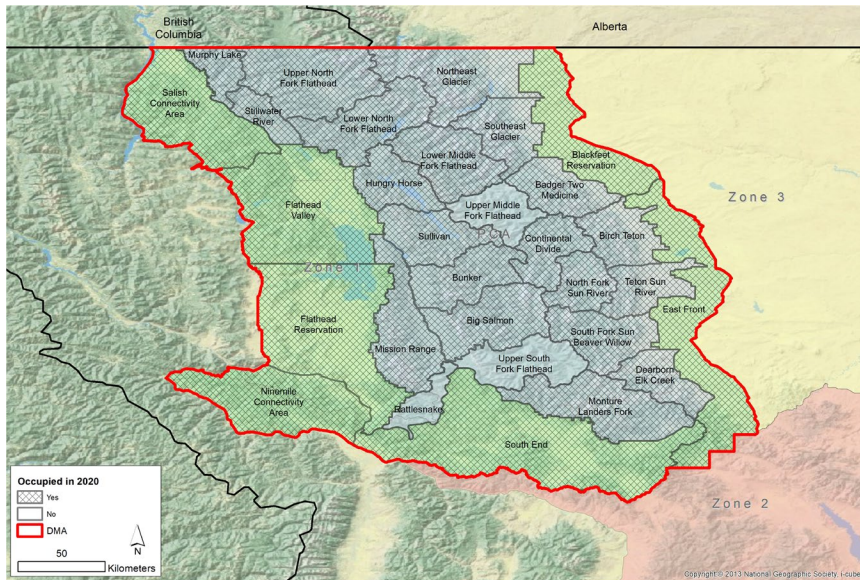 British
Columbia
Alberta
Murphy Lake
Upper North
Fork Flathead
Northeast
Glacier
Salish
Connectivity
Area
Stillwater
River
Lower North
Fork Flathead
Southeast
Glacier
Lower Middle
Fork Flathead
Blackfeet
Reservation
Hungry Horse
Badger Two
Medicine
Zone 3
Flathead
Valley
Upper Middle
Fork Flathead
Sullivan
PCA
Continental
Divide
Birch Teton
Zone 1
Bunker
North Fork
Sun River
Teton Sun
River
East Front
Flathead
Reservation
Big Salmon
South Fork Sun
Beaver Willow
Mission Range
Upper South
Fork Flathead
Dearborn
Elk Creek
Ninemile
Connectivity
Area
Rattlesnake
Monture
Landers Fork
South End
Zone 2
Occupied in 2020
Yes
No
DMA
50
Kilometers
N
Copyright:© 2013 National Geographic Society, i-cubed